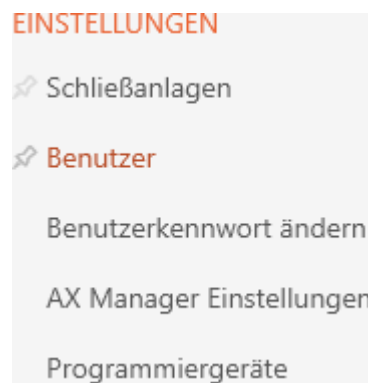 EINSTELLUNGEN
Schließanlagen
Benutzer
Benutzerkennwort ändern
AX Manager Einstellungen
Programmiergeräte